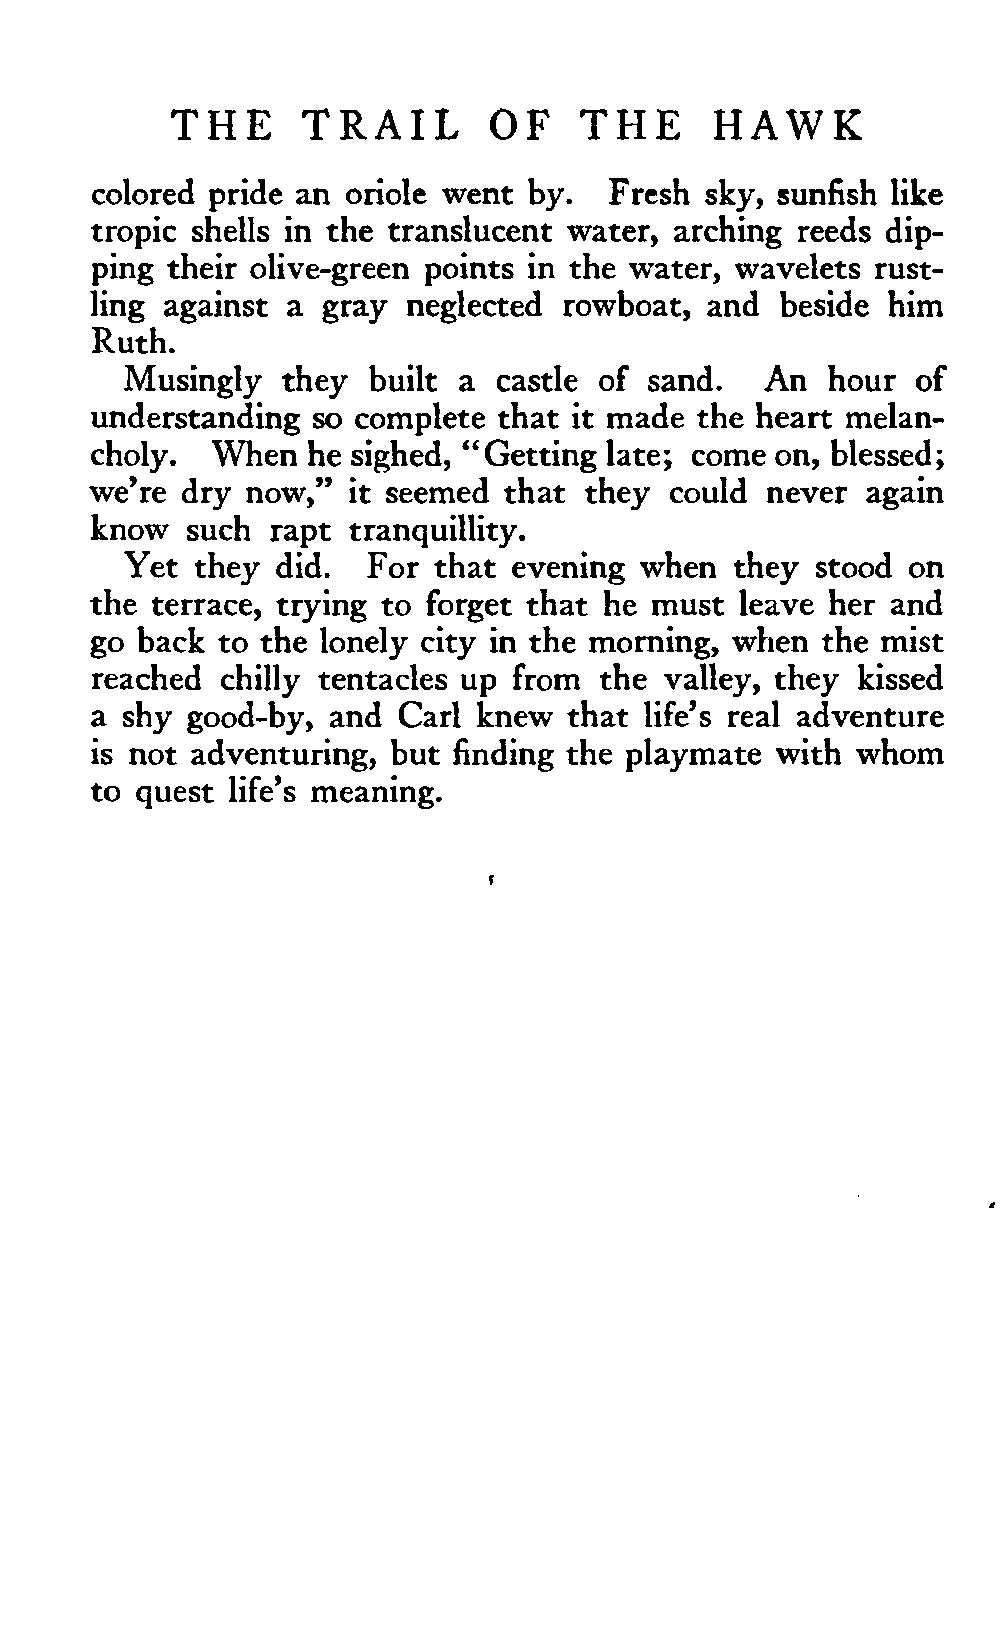 THE TRAIL OF THE HAWK
colored pride an oriole went by. Fresh sky, sunfish like
tropic shells in the translucent water, arching reeds dip-
ping their olive-green points in the water, wavelets rust-
ling against a gray neglected rowboat, and beside him
Ruth.
Musingly they built a castle of sand. An hour of
understanding so complete that it made the heart melan-
choly. When he sighed, “Getting late; come on, blessed;
we’re dry now,” it seemed that they could never again
know such rapt tranquillity.
Yet they did. For that evening when they stood on
the terrace, trying to forget that he must leave her and
go back to the lonely city in the morning, when the mist
reached chilly tentacles up from the valley, they kissed
a shy good-by, and Carl knew that life’s real adventure
is not adventuring, but finding the playmate with whom
to quest life’s meaning.